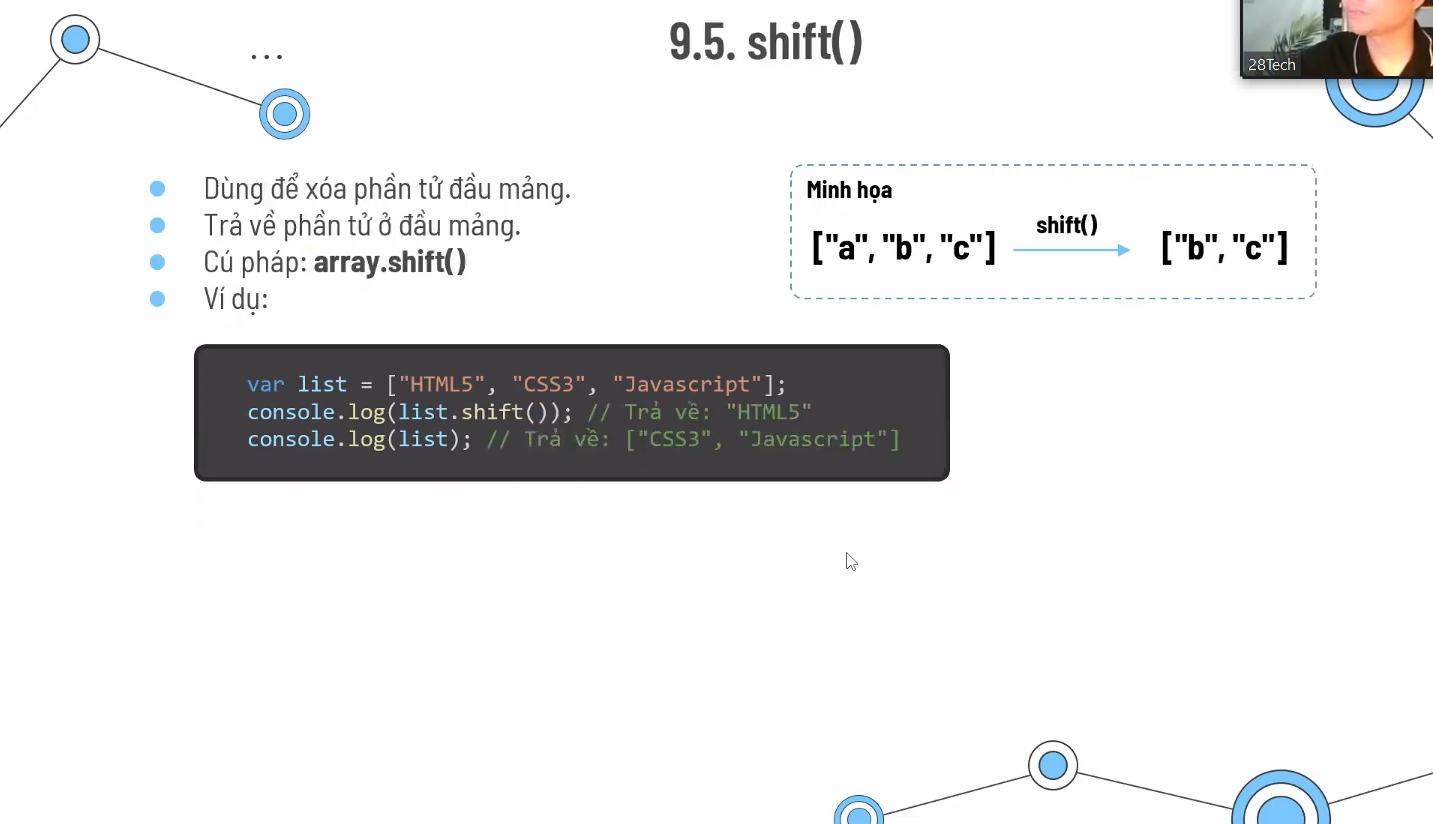 ...
9.5. shift()
28Tech
Dùng để xóa phần tử đầu mảng.
Trả về phần tử ở đầu mảng.
Cú pháp: array.shift()
Ví dụ:
Minh họa
["a", "b", "c"] shift() ["b", "c"]
var list = ["HTML5", "CSS3", "Javascript"];
console.log(list.shift()); // Trả về: "HTML5"
console.log(list); // Trả về: ["CSS3", "Javascript"]